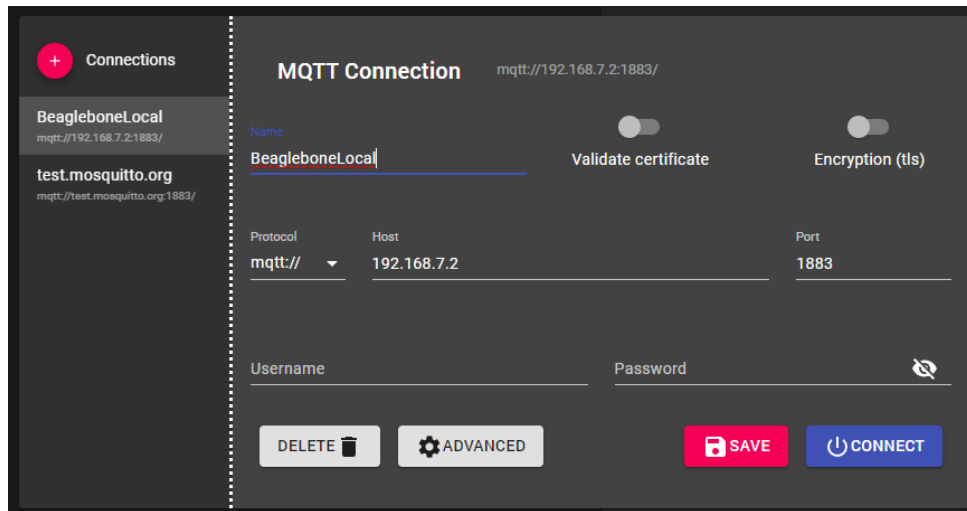 + Connections
BeagleboneLocal
mqtt://192.168.7.2:1883/
test.mosquitto.org
mqtt://test.mosquitto.org:1883/
MQTT Connection mqtt://192.168.7.2:1883/
Name
BeagleboneLocal
Validate certificate
Encryption (tls)
Protocol Host Port
mqtt:// 192.168.7.2 1883
Username Password
DELETE ADVANCED SAVE CONNECT